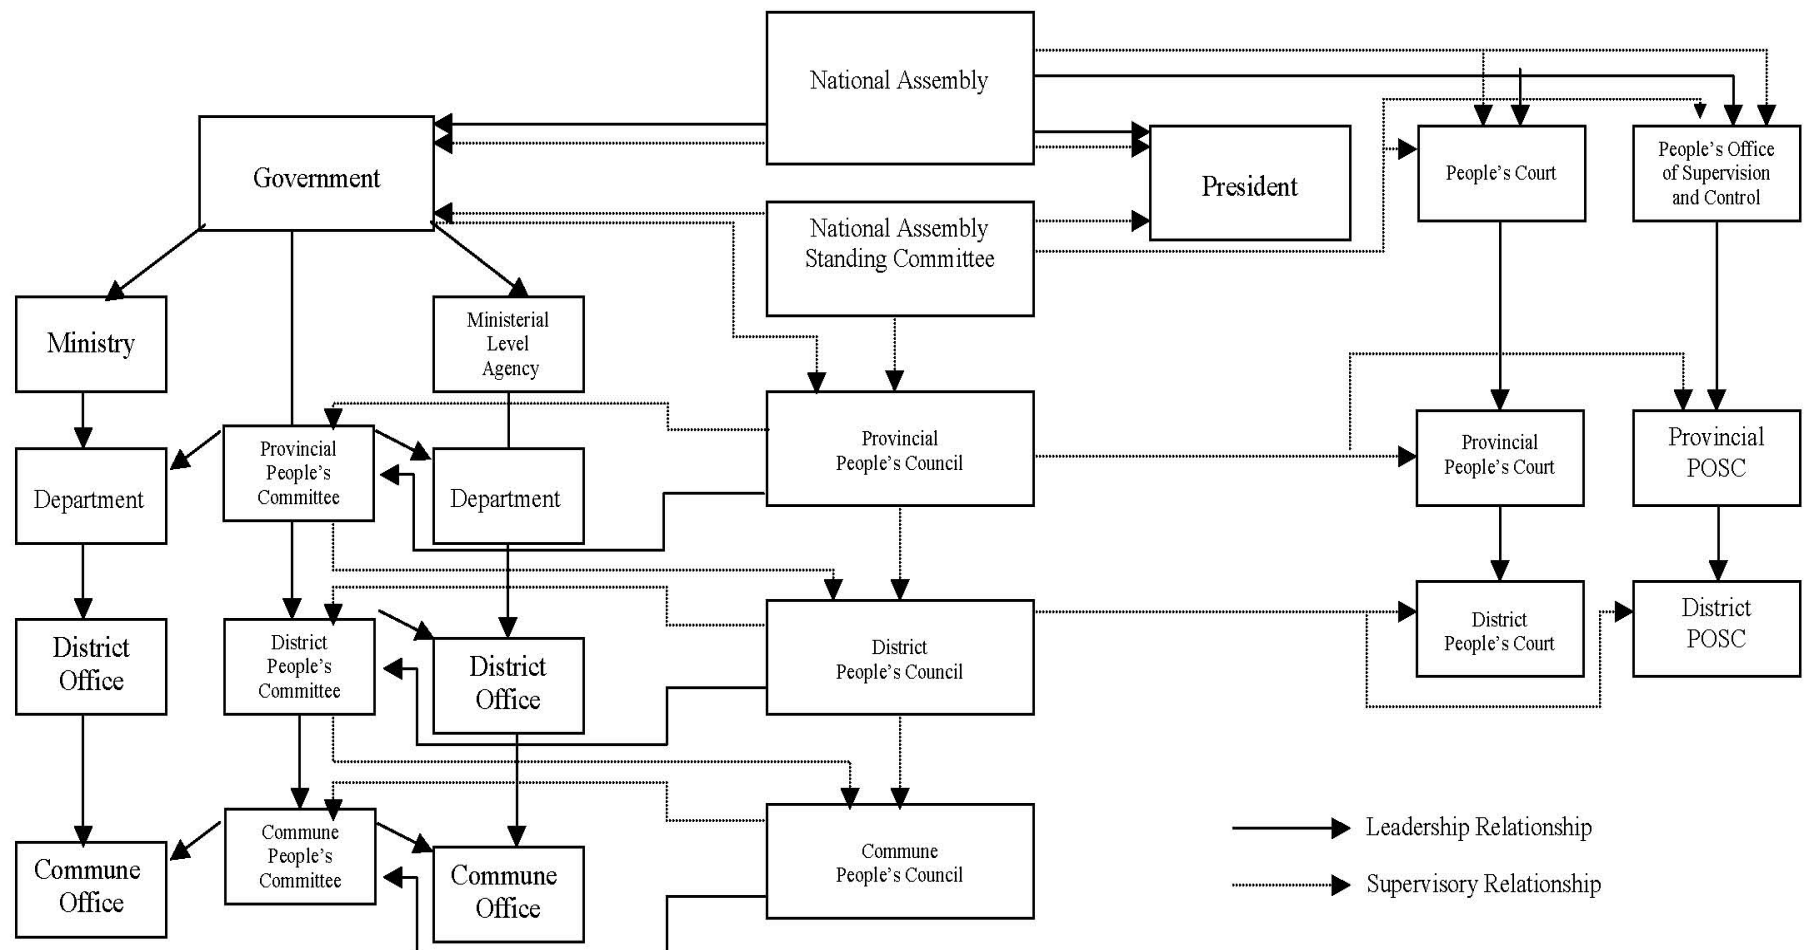 National Assembly
Government
President
People's Court
People's Office
of Supervision
and Control
National Assembly
Standing Committee
Ministry
Ministerial
Level
Agency
Department
Provincial
People's
Committee
Department
Provincial
People's Council
Provincial
People's Court
Provincial
POSC
District
Office
District
People's
Committee
District
Office
District
People's Council
District
People's Court
District
POSC
Commune
Office
Commune
People's
Committee
Commune
Office
Commune
People's Council
Leadership Relationship
Supervisory Relationship